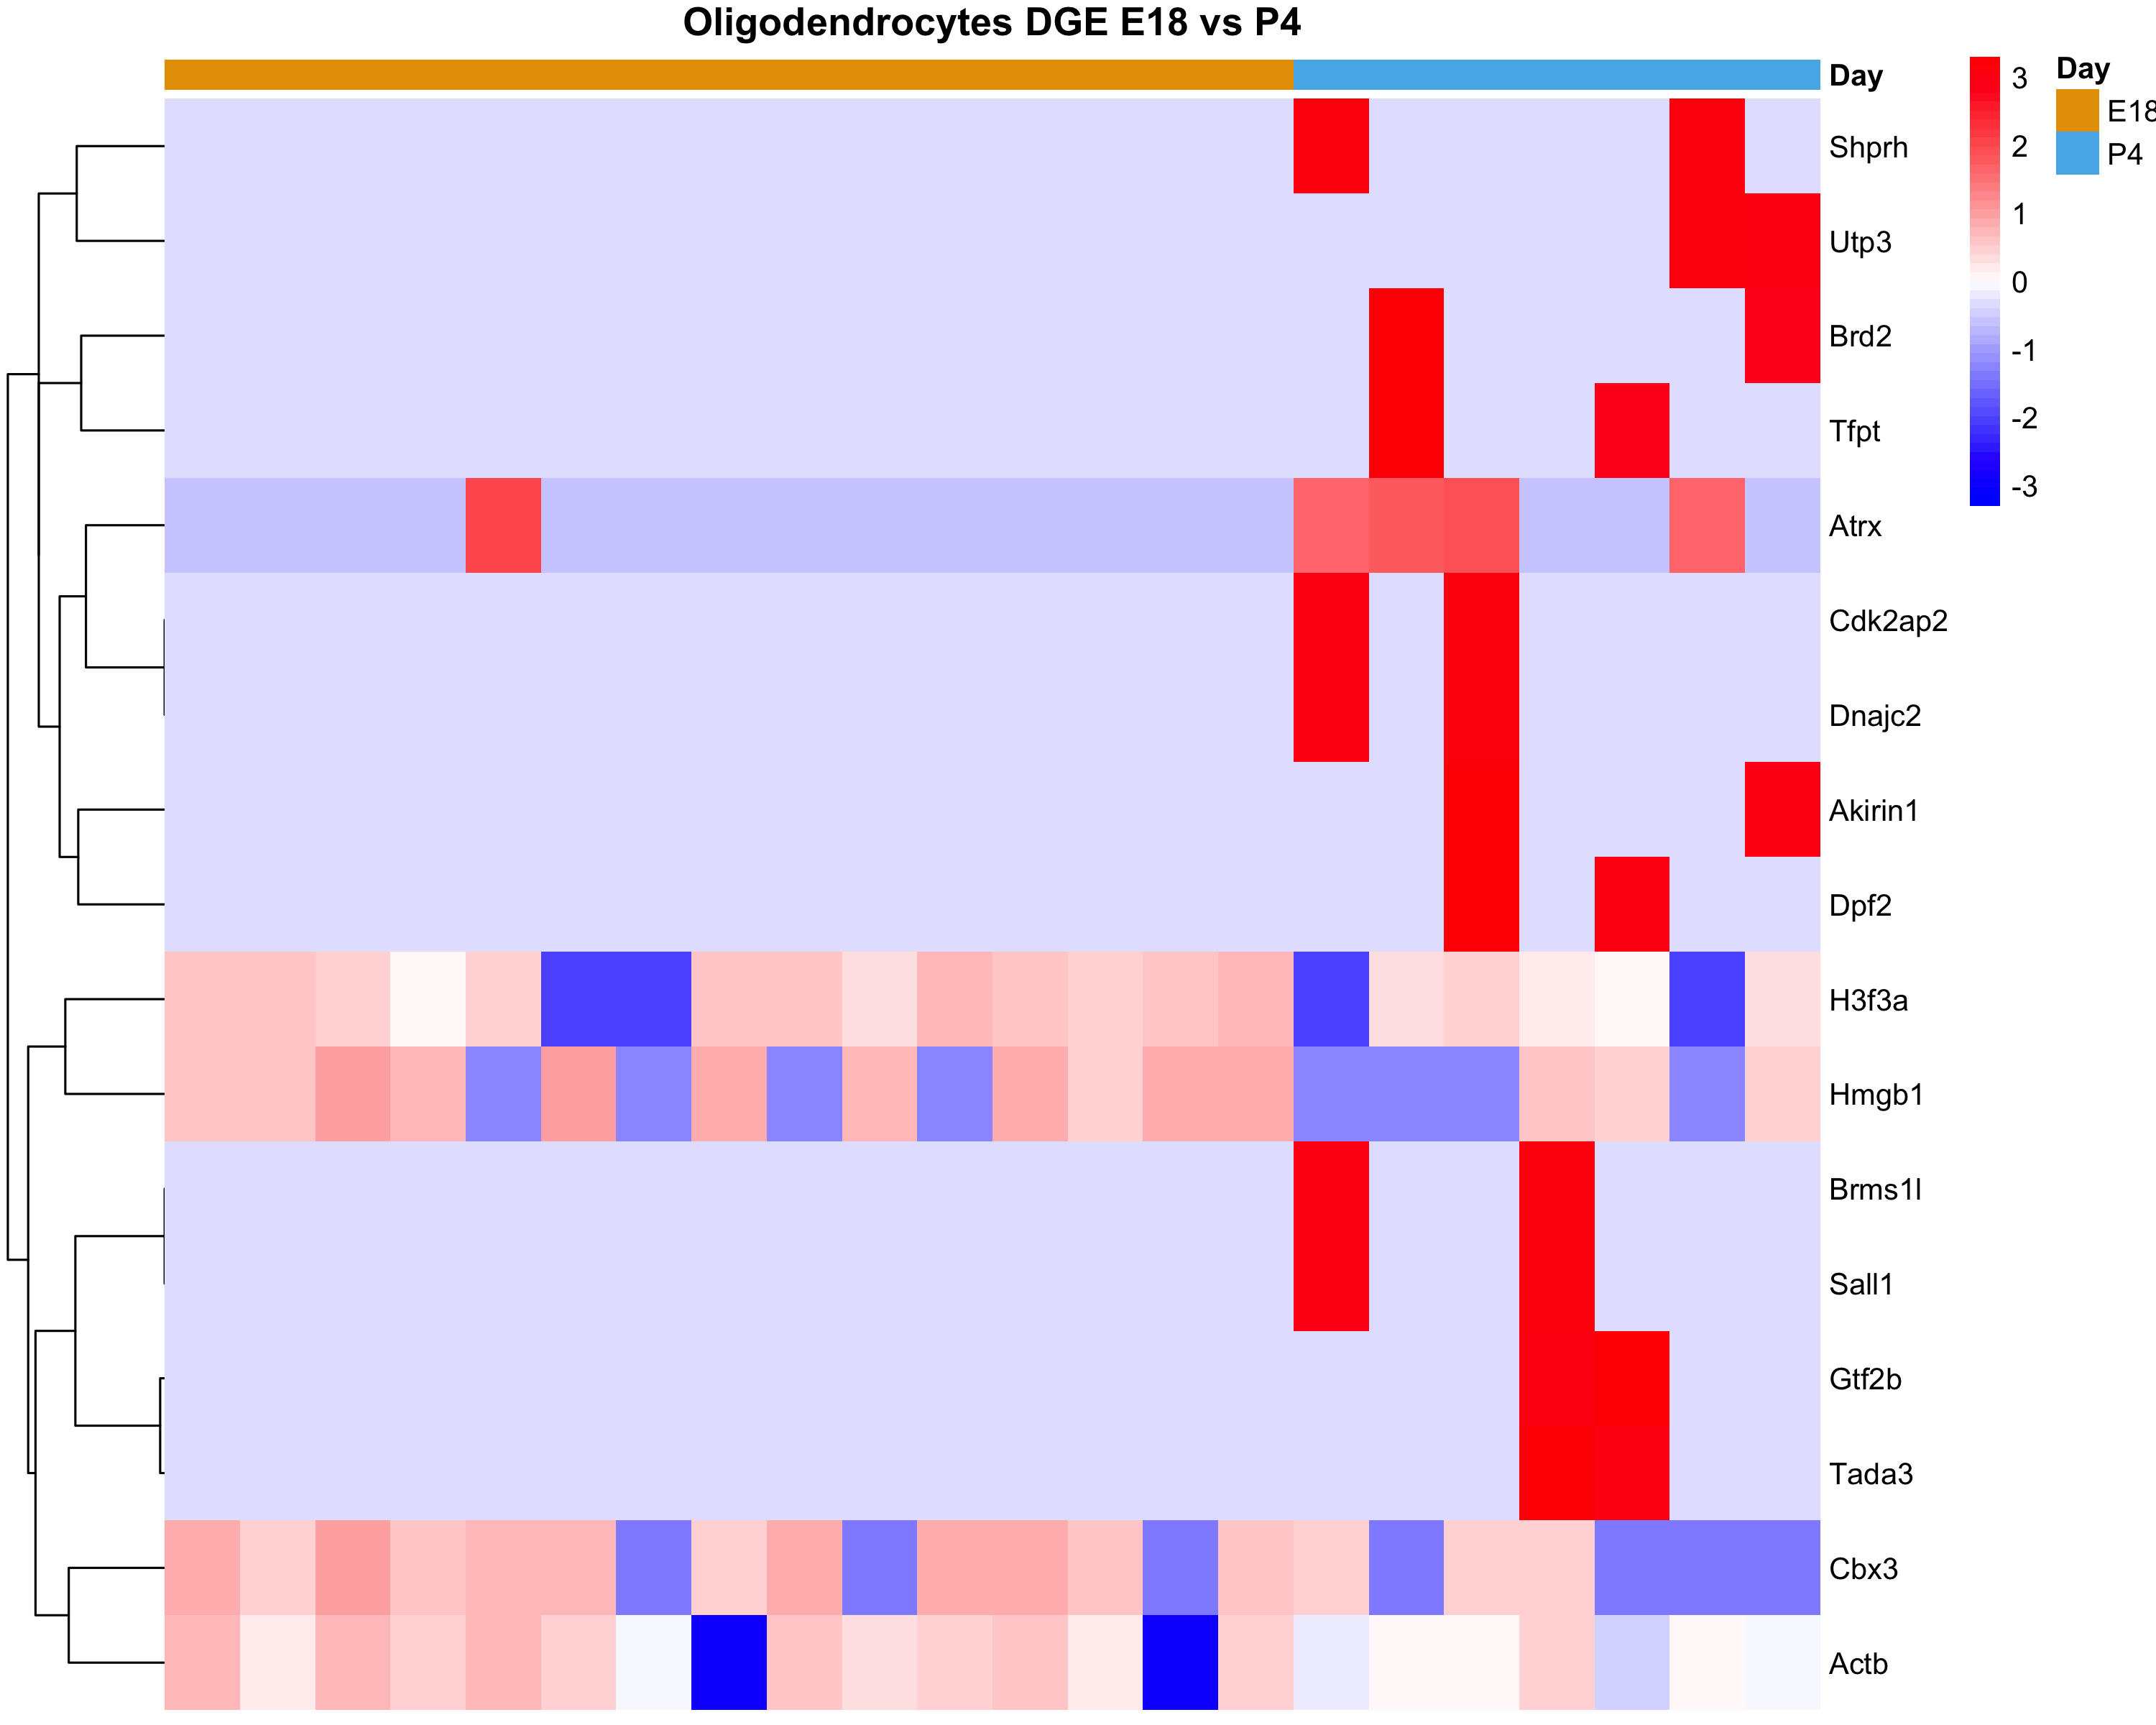 Oligodendrocytes DGE E18 vs P4
Day
Shprh
Utp3
Brd2
Tfpt
Atrx
Cdk2ap2
Dnajc2
Akirin1
Dpf2
H3f3a
Hmgb1
Brms1l
Sall1
Gtf2b
Tada3
Cbx3
Actb
3
2
1
0
-1
-2
-3
Day
E18
P4